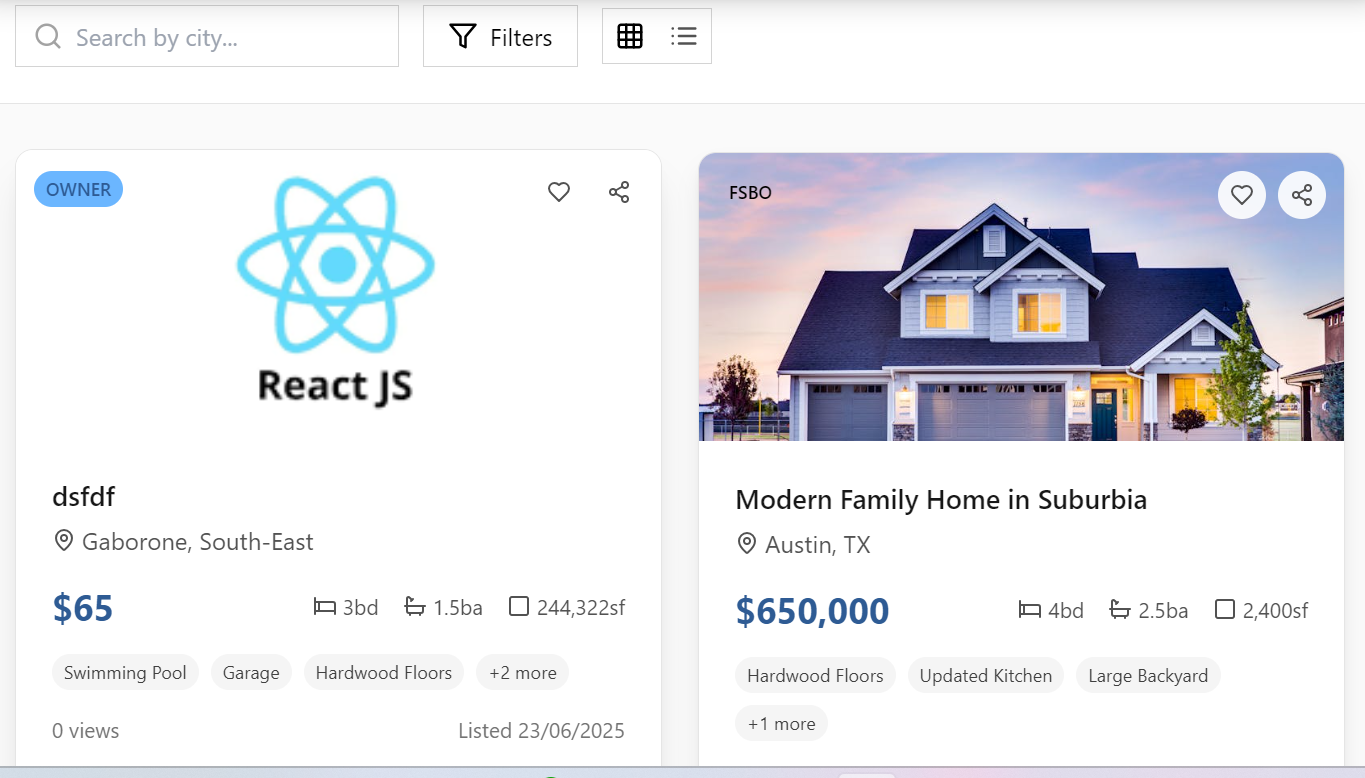 Search by city...
Filters
OWNER
React JS
dsfdf
Gaborone, South-East
$65 3bd 1.5ba 244,322sf
Swimming Pool Garage Hardwood Floors +2 more
0 views Listed 23/06/2025
FSBO
Modern Family Home in Suburbia
Austin, TX
$650,000 4bd 2.5ba 2,400sf
Hardwood Floors Updated Kitchen Large Backyard
+1 more